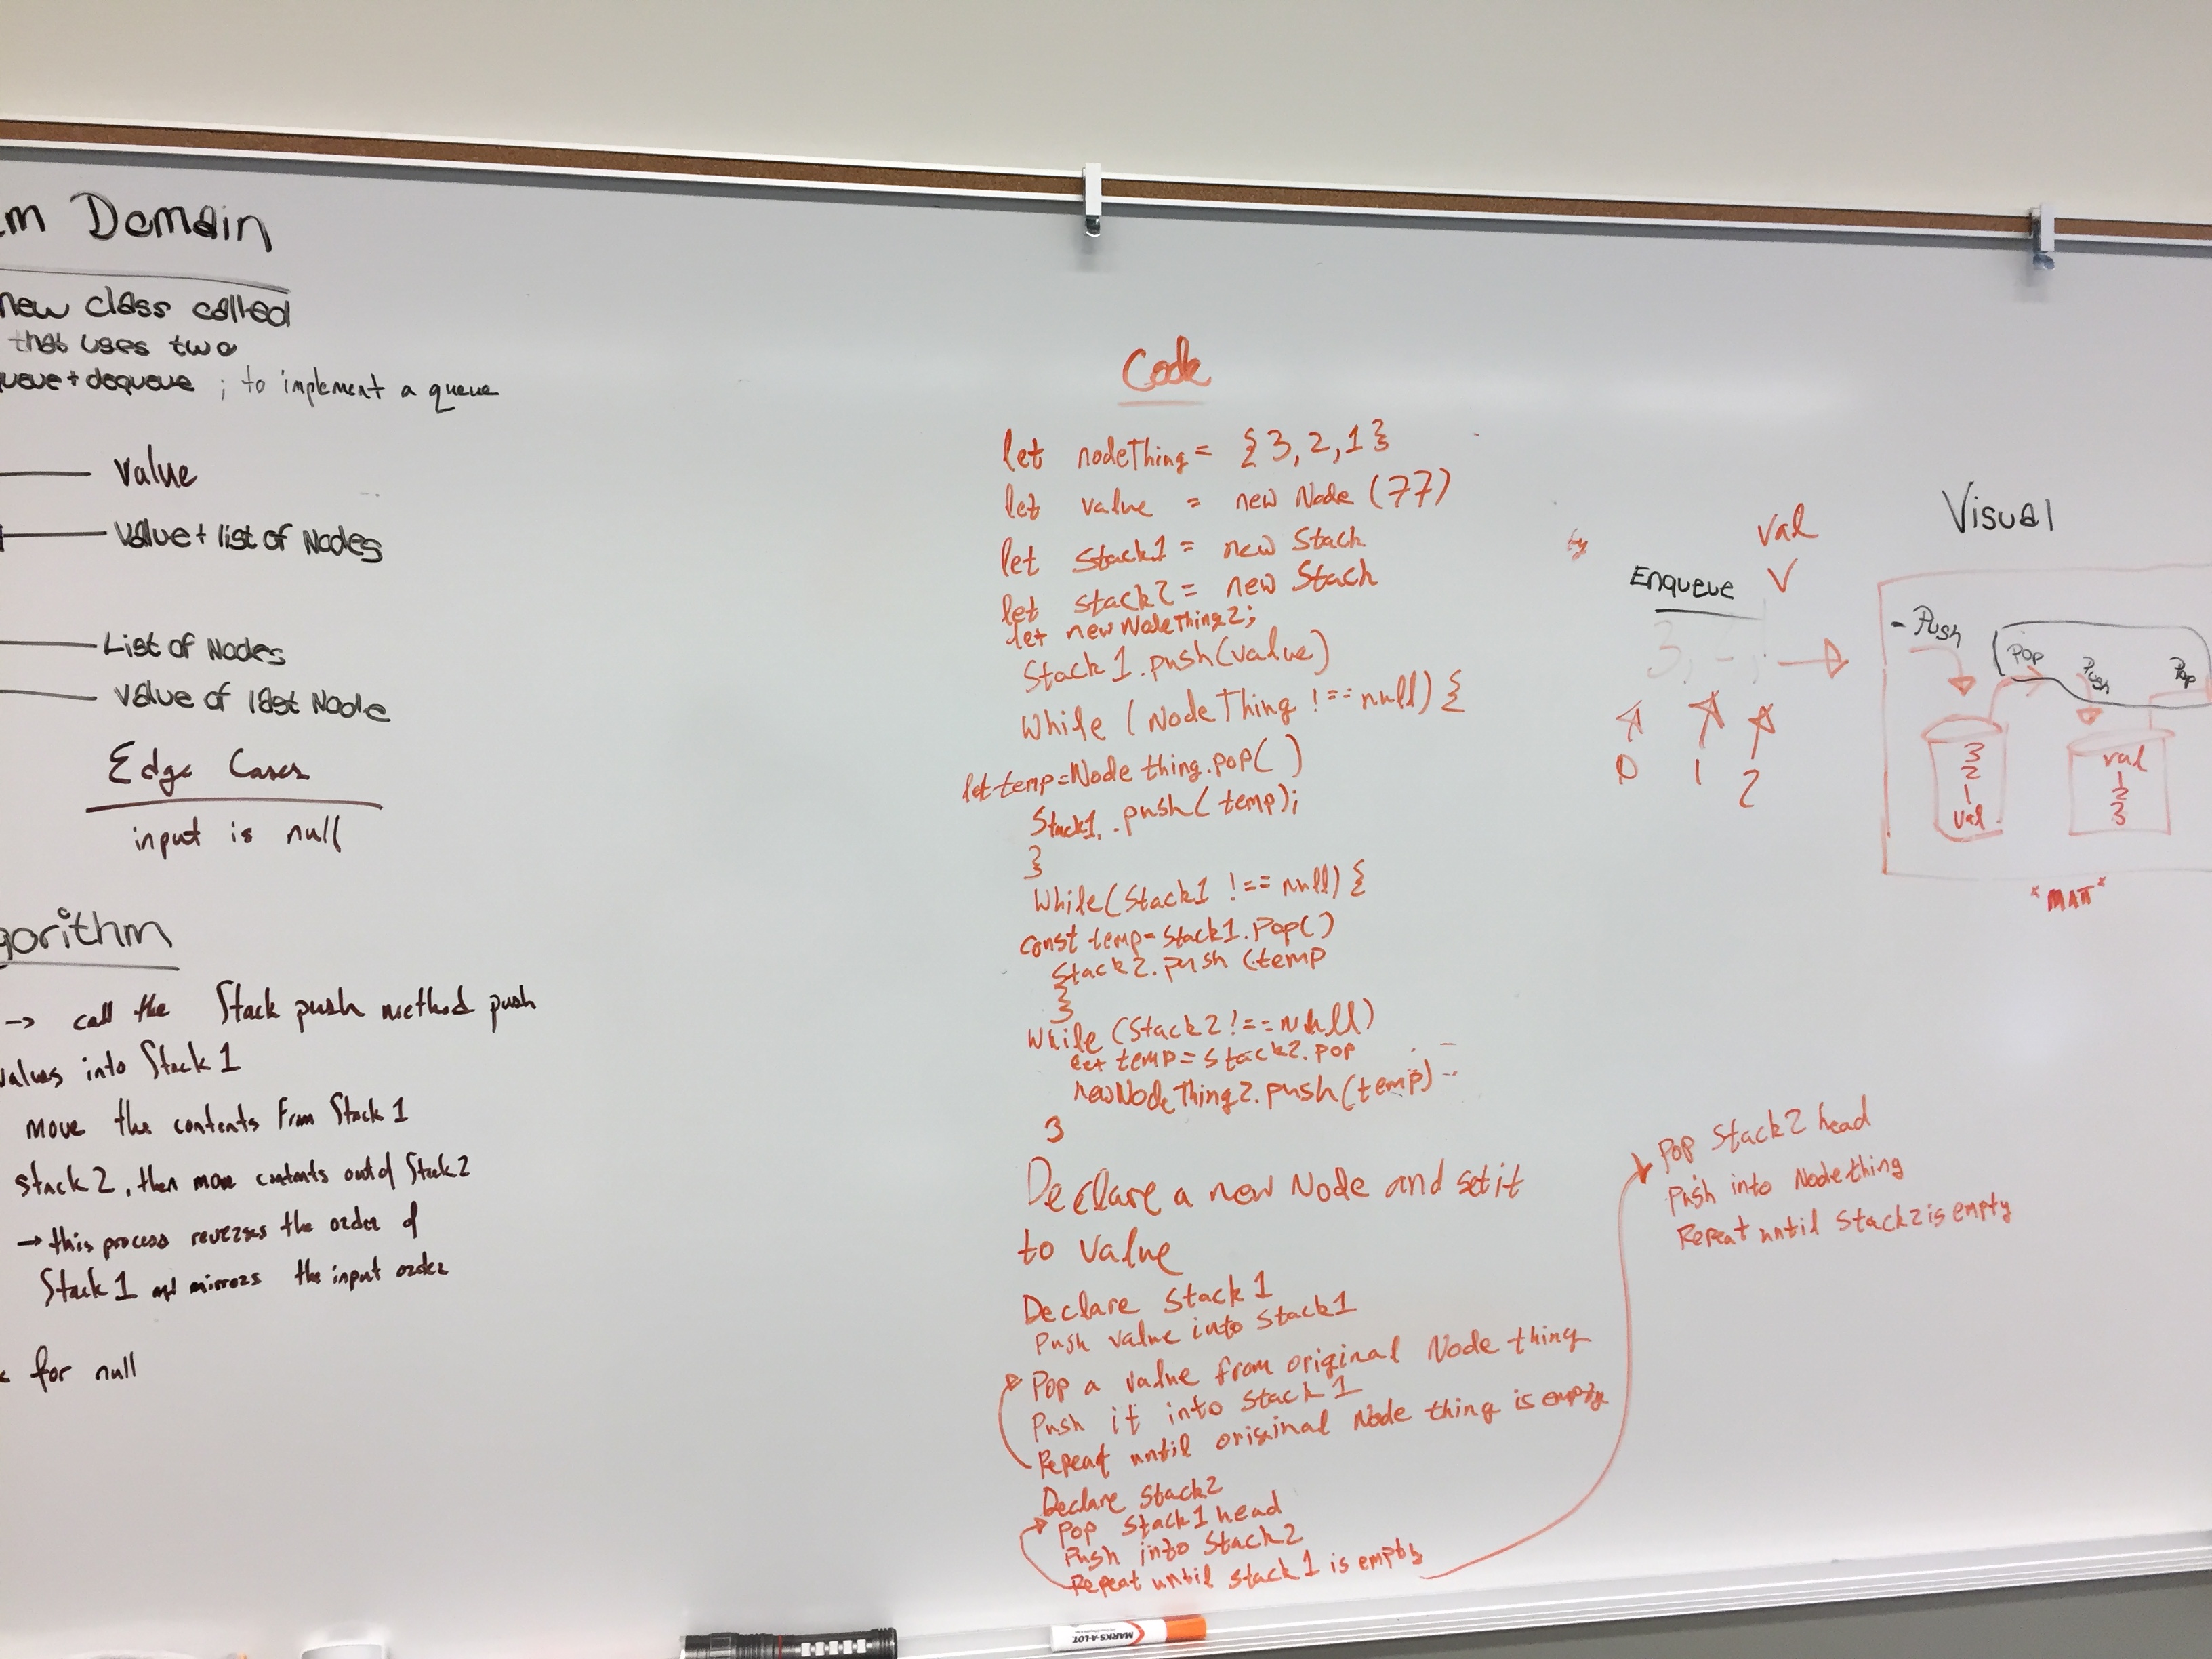 Domain
new class called
that uses two
+ dequeue ; to implement a queue
Value
Value + list of Nodes
List of Nodes
Value of last Node
Edge Cases
input is null
gorithm
-> call the Stack push method push
values into Stack 1
move the contents from Stack 1
stack 2, then move contents out of Stack 2
→ this process reverses the order of
Stack 1 and mirrors the input order
for null
Code
let nodeThing = {3, 2, 1}
let value = new Node (77)
let Stack1 = new Stack
let stack2 = new Stack
let newNodeThing2;
Stack 1.push(value)
While (NodeThing !== null) {
let temp = Node thing.pop( )
Stack1, .push( temp);
}
While(Stack1 !== null) {
const temp = Stack1.Pop()
Stack2.push (temp
}
While (Stack2 !== null)
let temp = Stack2.pop
newNodeThing2.push(temp)
}
Declare a new Node and set it
to value
Declare Stack 1
Push value into Stack1
Pop a value from original Node thing
Push it into Stack 1
Repeat until original Node thing is empty
Declare Stack2
Pop Stack1 head
Push into Stack2
Repeat until stack1 is empty
Pop Stack2 head
Push into Nodething
Repeat until Stack2 is empty
Visual
val
Enqueue
3,
0 1 2
- Push
Pop
Push
Pop
3
2
1
val
val
1
2
3
MARKS-A-LOT